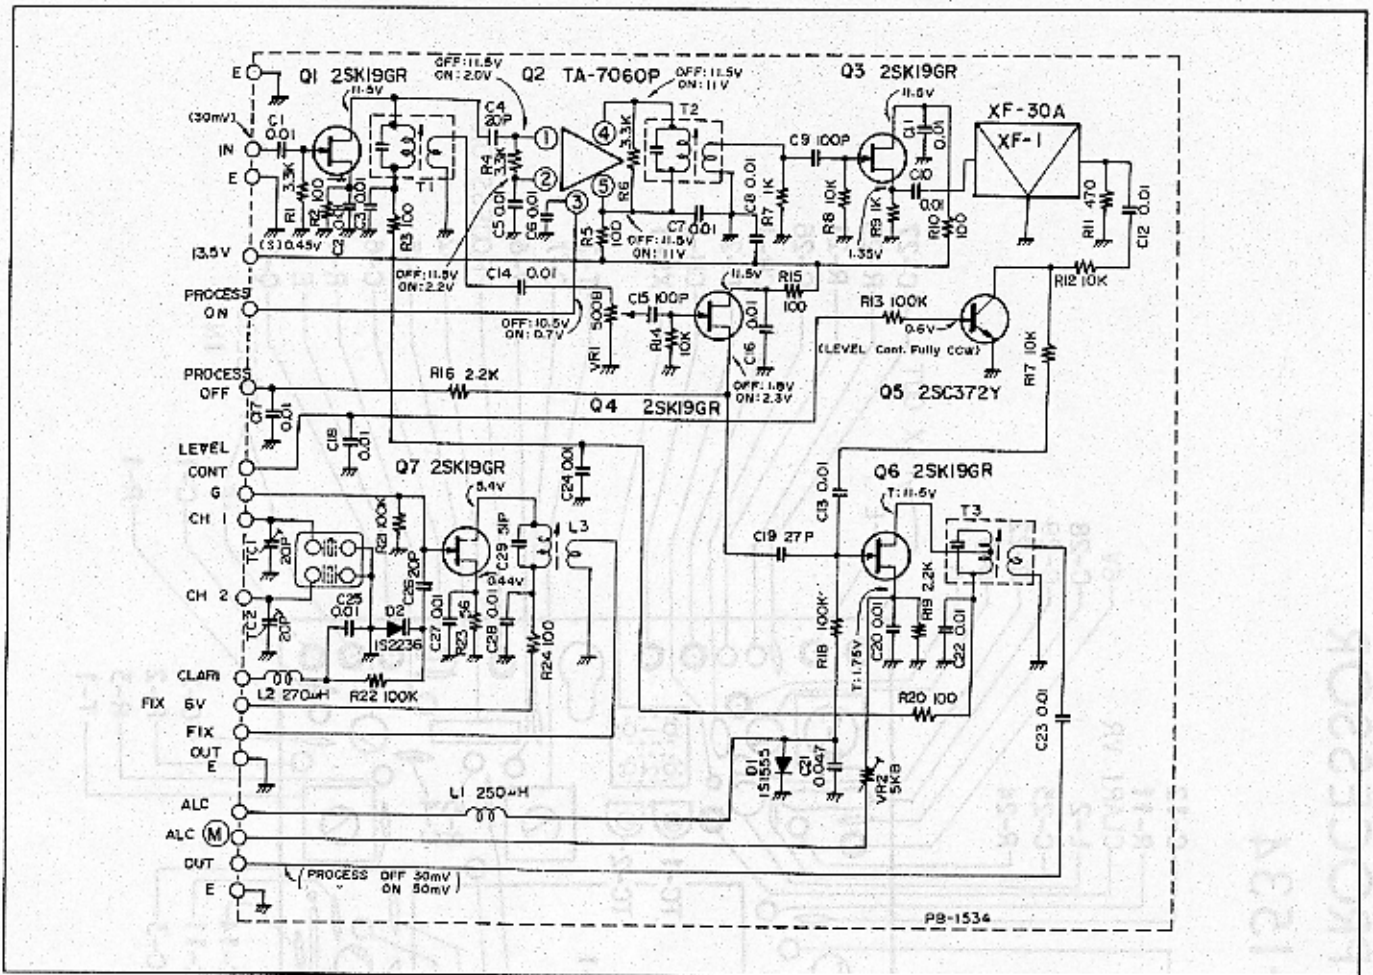 E
Q1 2SK19GR
11.5V
OFF:11.5V
ON:2.0V
Q2 TA-7060P
OFF:11.5V
ON:11V
Q3 2SK19GR
11.5V
XF-30A
XF-1
(30mV)
IN
C1
0.01
E
R1
3.3K
R2 100
C2 0.01
C3 0.01
(S) 0.45V
T1
R3 100
C4
20P
R4
3.3K
1
2
3
4
5
C5 0.01
C6 0.01
R5
100
R6
3.3K
T2
C7
0.01
C8 0.01
R7 1K
C9 100P
R8 10K
R9 1K
1.35V
C11
0.01
C10
0.01
R10
100
R11 470
C12 0.01
OFF:11.5V
ON:11V
13.5V
OFF:11.5V
ON:2.2V
C14 0.01
PROCESS
ON
OFF:10.5V
ON:0.7V
VR1 500B
C15 100P
R14
10K
11.5V
R15
100
C16 0.01
R13 100K
0.6V
(LEVEL Cont. Fully CCW)
R12 10K
R17 10K
Q5 2SC372Y
PROCESS
OFF
R16 2.2K
Q4 2SK19GR
OFF:1.8V
ON:2.3V
C17
0.01
C18
0.01
LEVEL
CONT
Q7 2SK19GR
5.4V
C24 0.01
G
CH 1
TC1
20P
R21 100K
C29 51P
L3
C26
20P
0.44V
C13 0.01
Q6 2SK19GR
T:11.5V
T3
C19 27P
CH 2
TC2
20P
C25
0.01
D2
1S2236
C27 0.01
R23 56
C28 0.01
R24 100
R18 100K
T:1.75V
C20 0.01
R19 2.2K
C22 0.01
CLARI
L2 270μH
R22 100K
R20 100
C23 0.01
FIX 6V
FIX
OUT
E
D1
1S1555
C21
0.047
VR2
5KB
ALC
L1 250μH
ALC M
OUT
(PROCESS OFF 30mV
" ON 50mV)
E
PB-1534